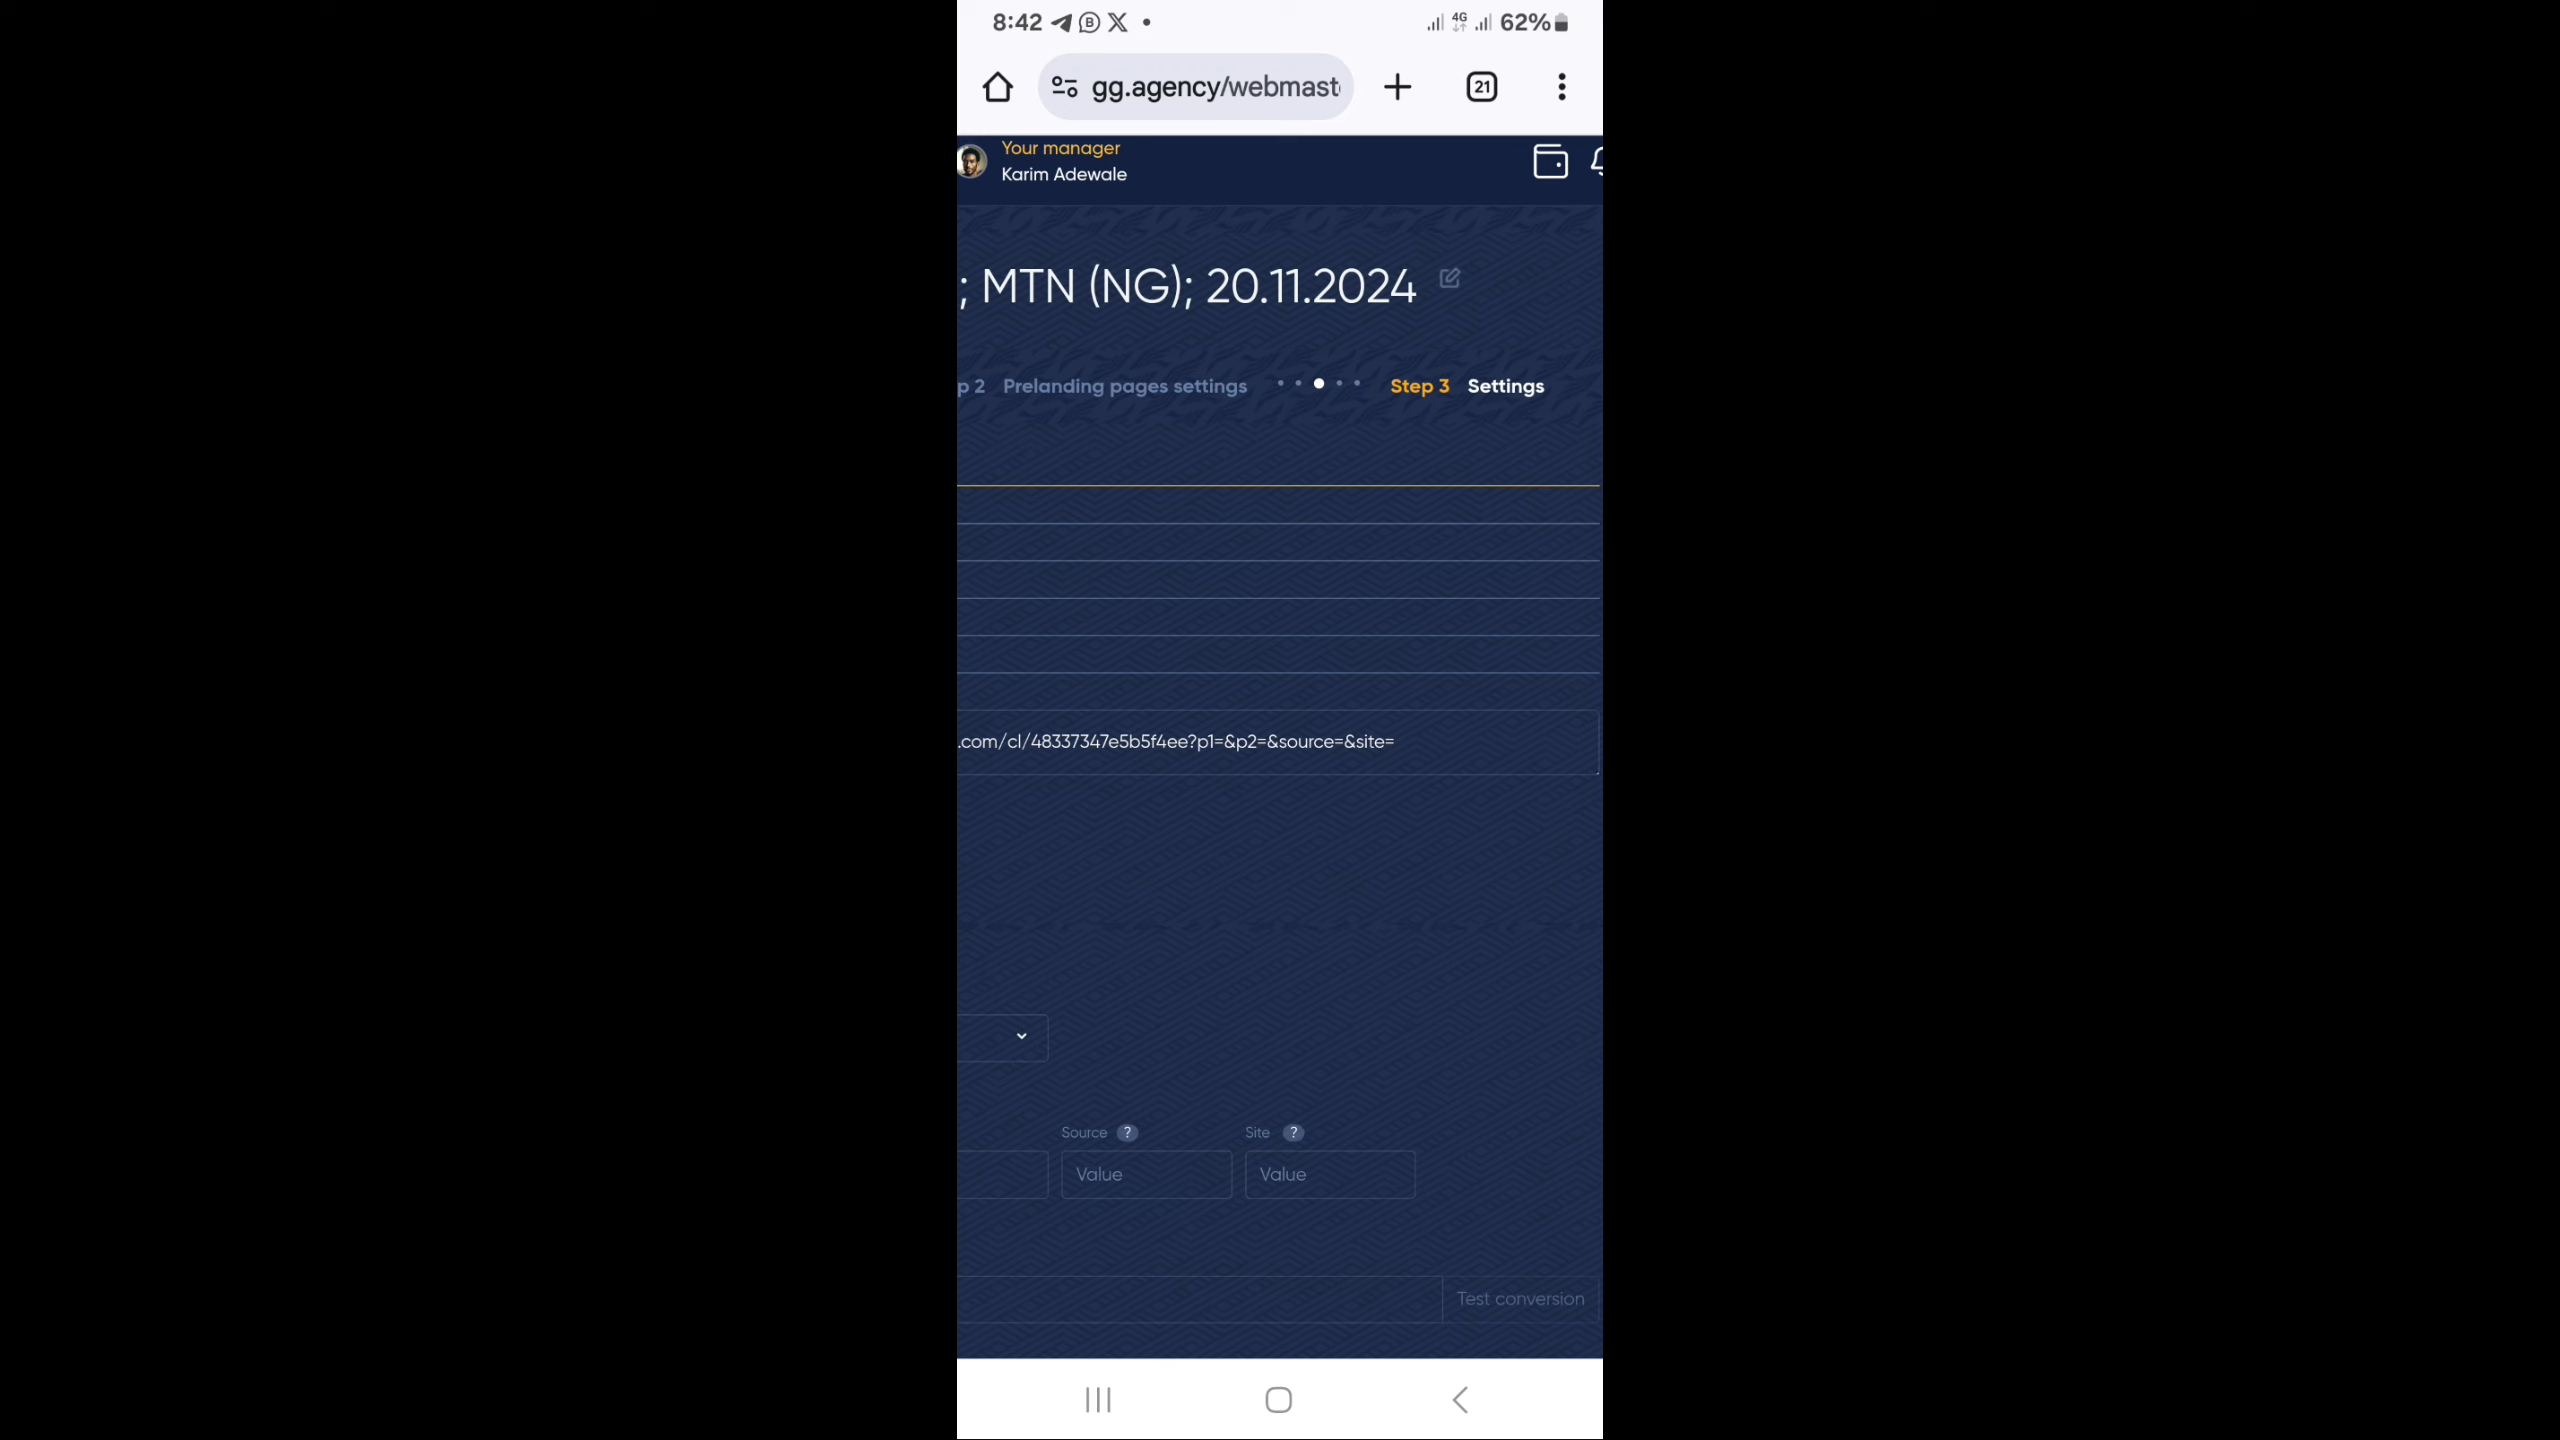 8:42
4G
62%
gg.agency/webmast
21
Your manager
Karim Adewale
; MTN (NG); 20.11.2024
p 2 Prelanding pages settings
Step 3 Settings
.com/cl/48337347e5b5f4ee?p1=&p2=&source=&site=
Source ?
Site ?
Value
Value
Test conversion